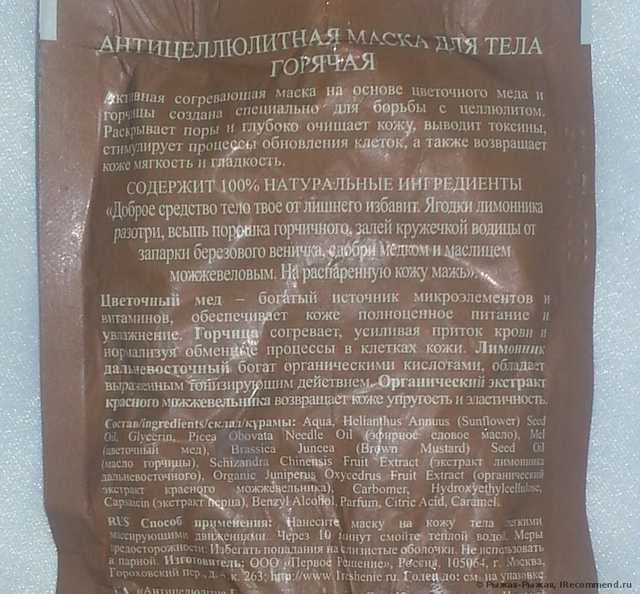 АНТИЦЕЛЛЮЛИТНАЯ МАСКА ДЛЯ ТЕЛА
ГОРЯЧАЯ
Активная согревающая маска на основе цветочного меда и
горчицы создана специально для борьбы с целлюлитом.
Раскрывает поры и глубоко очищает кожу, выводит токсины,
стимулирует процессы обновления клеток, а также возвращает
коже мягкость и гладкость.
СОДЕРЖИТ 100% НАТУРАЛЬНЫЕ ИНГРЕДИЕНТЫ
«Доброе средство тело твое от лишнего избавит. Ягодки лимонника
разотри, всыпь порошка горчичного, залей кружечкой водицы от
запарки березового веничка, сдобри медком и маслицем
можжевеловым. На распаренную кожу мажь».
Цветочный мед – богатый источник микроэлементов и
витаминов, обеспечивает коже полноценное питание и
увлажнение. Горчица согревает, усиливая приток крови и
нормализуя обменные процессы в клетках кожи. Лимонник
дальневосточный богат органическими кислотами, обладает
выраженным тонизирующим действием. Органический экстракт
красного можжевельника возвращает коже упругость и эластичность.
Состав/ingredients/склад/құрамы: Aqua, Helianthus Annuus (Sunflower) Seed
Oil, Glycerin, Picea Obovata Needle Oil (эфирное еловое масло), Mel
(цветочный мед), Brassica Juncea (Brown Mustard) Seed Oil
(масло горчицы), Schizandra Chinensis Fruit Extract (экстракт лимонника
дальневосточного), Organic Juniperus Oxycedrus Fruit Extract (органический
экстракт красного можжевельника), Carbomer, Hydroxyethylcellulose,
Capsaicin (экстракт перца), Benzyl Alcohol, Parfum, Citric Acid, Caramel.
RUS Способ применения: Нанесите маску на кожу тела легкими
массирующими движениями. Через 10 минут смойте теплой водой. Меры
предосторожности: Избегать попадания на слизистые оболочки. Не использовать
в парной. Изготовитель: ООО «Первое Решение», Россия, 105064, г. Москва,
Гороховский пер., д. к. 263; http://www.1reshenie.ru. Годен до: см. на упаковке
«Антицеллюлит
© Рыжая-Рыжая, IRecommend.ru